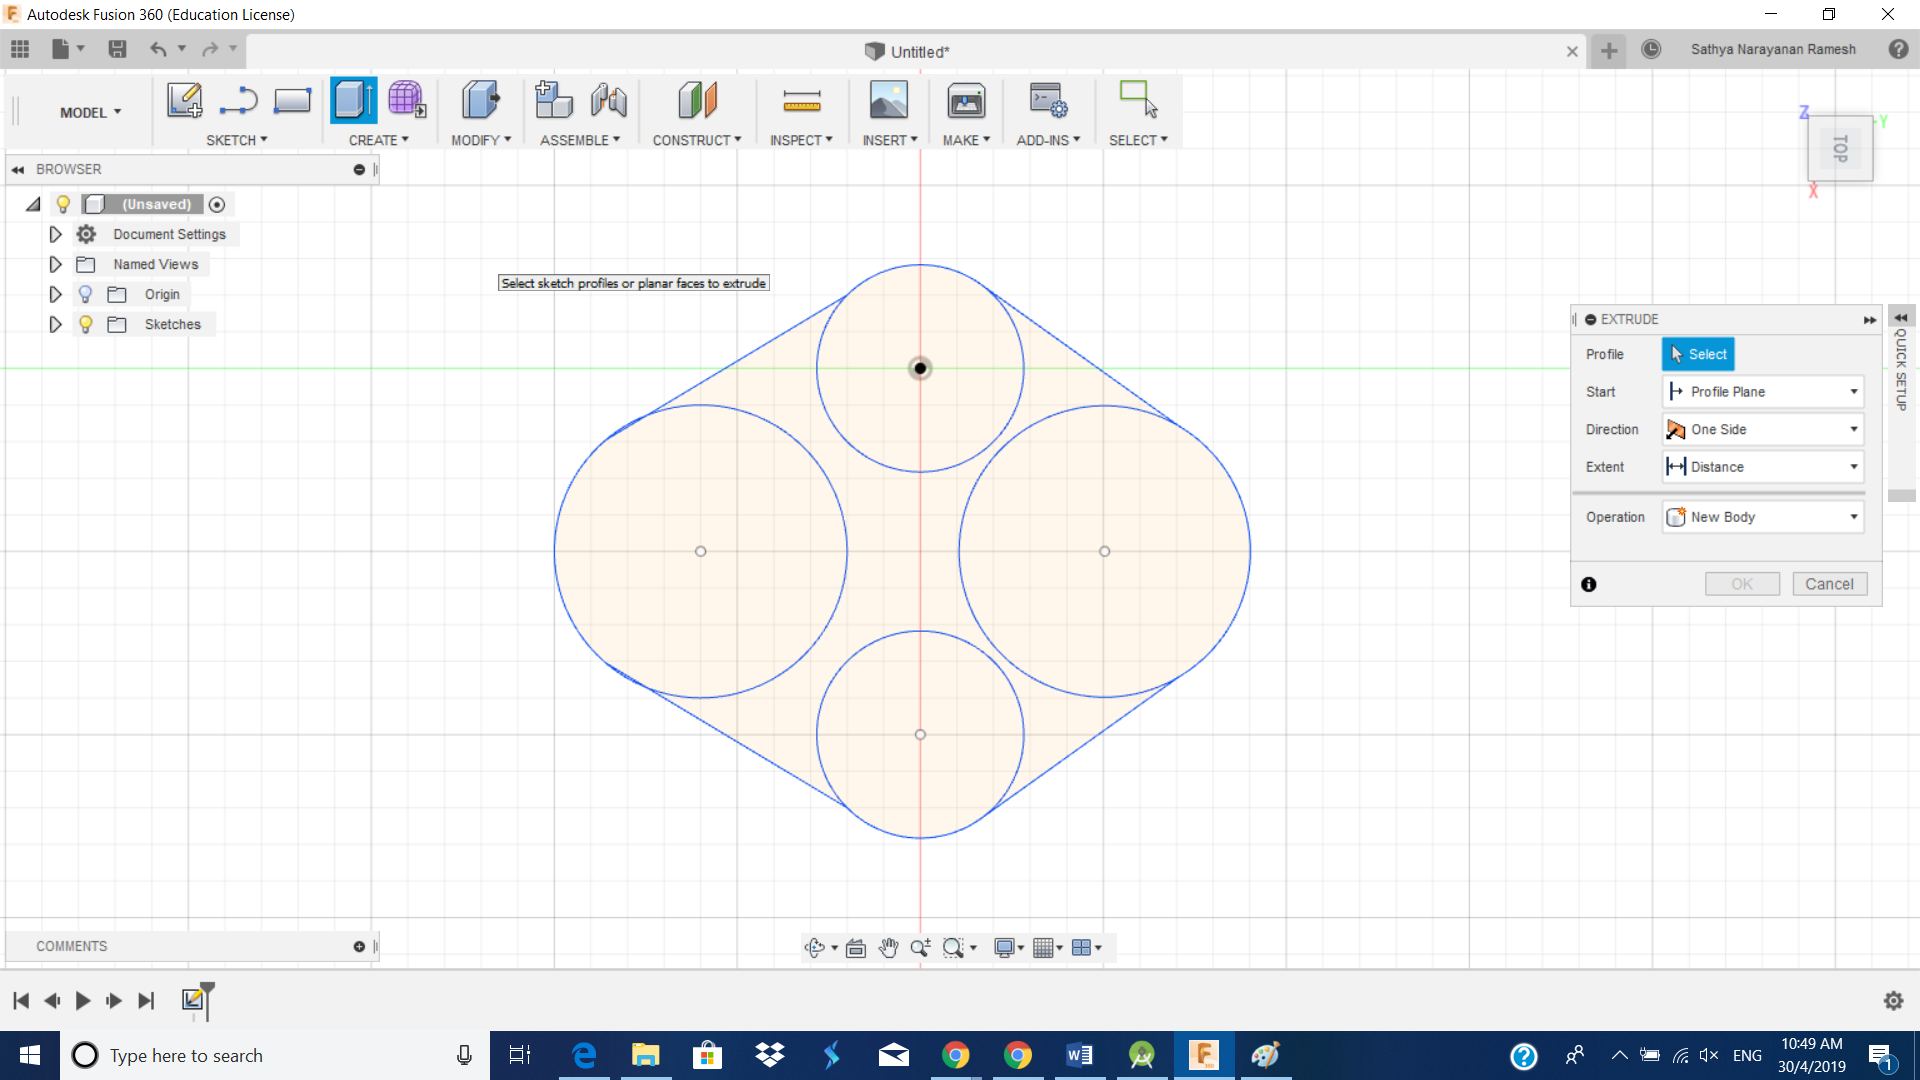 Autodesk Fusion 360 (Education License)
Untitled*
Sathya Narayanan Ramesh
MODEL
SKETCH
CREATE
MODIFY
ASSEMBLE
CONSTRUCT
INSPECT
INSERT
MAKE
ADD-INS
SELECT
Z
Y
TOP
X
BROWSER
(Unsaved)
Document Settings
Named Views
Origin
Sketches
Select sketch profiles or planar faces to extrude
EXTRUDE
Profile Select
Start Profile Plane
Direction One Side
Extent Distance
Operation New Body
OK Cancel
QUICK SETUP
COMMENTS
Type here to search
ENG
10:49 AM
30/4/2019
1